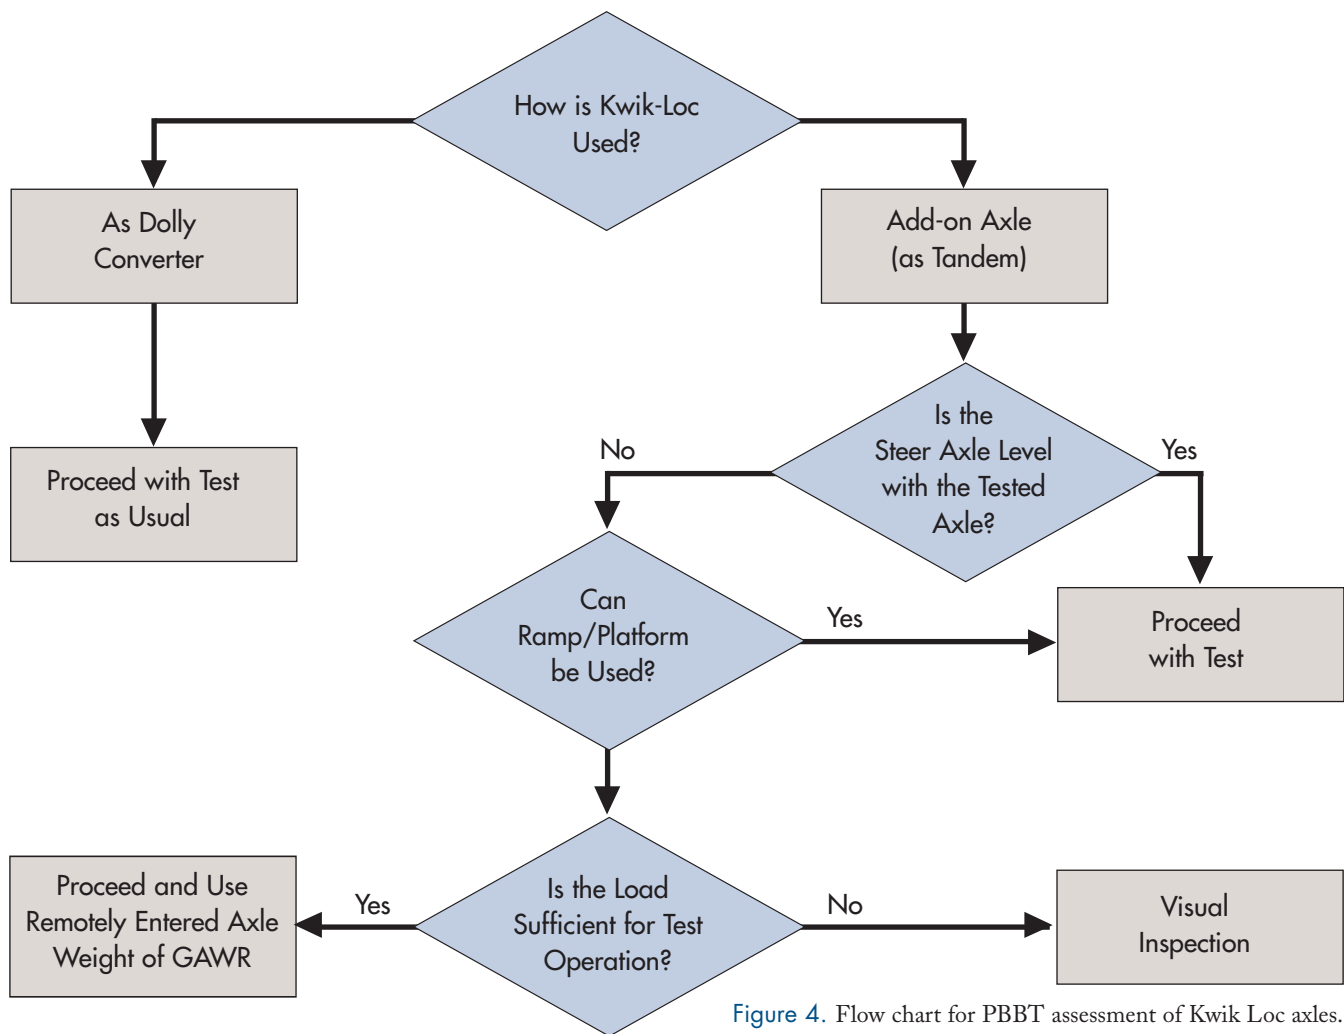 How is Kwik-Loc
Used?
As Dolly
Converter
Add-on Axle
(as Tandem)
Is the
Steer Axle Level
with the Tested
Axle?
No
Yes
Proceed with Test
as Usual
Can
Ramp/Platform
be Used?
Yes
Proceed
with Test
Proceed and Use
Remotely Entered Axle
Weight of GAWR
Yes
Is the Load
Sufficient for Test
Operation?
No
Visual
Inspection
Figure 4. Flow chart for PBBT assessment of Kwik Loc axles.